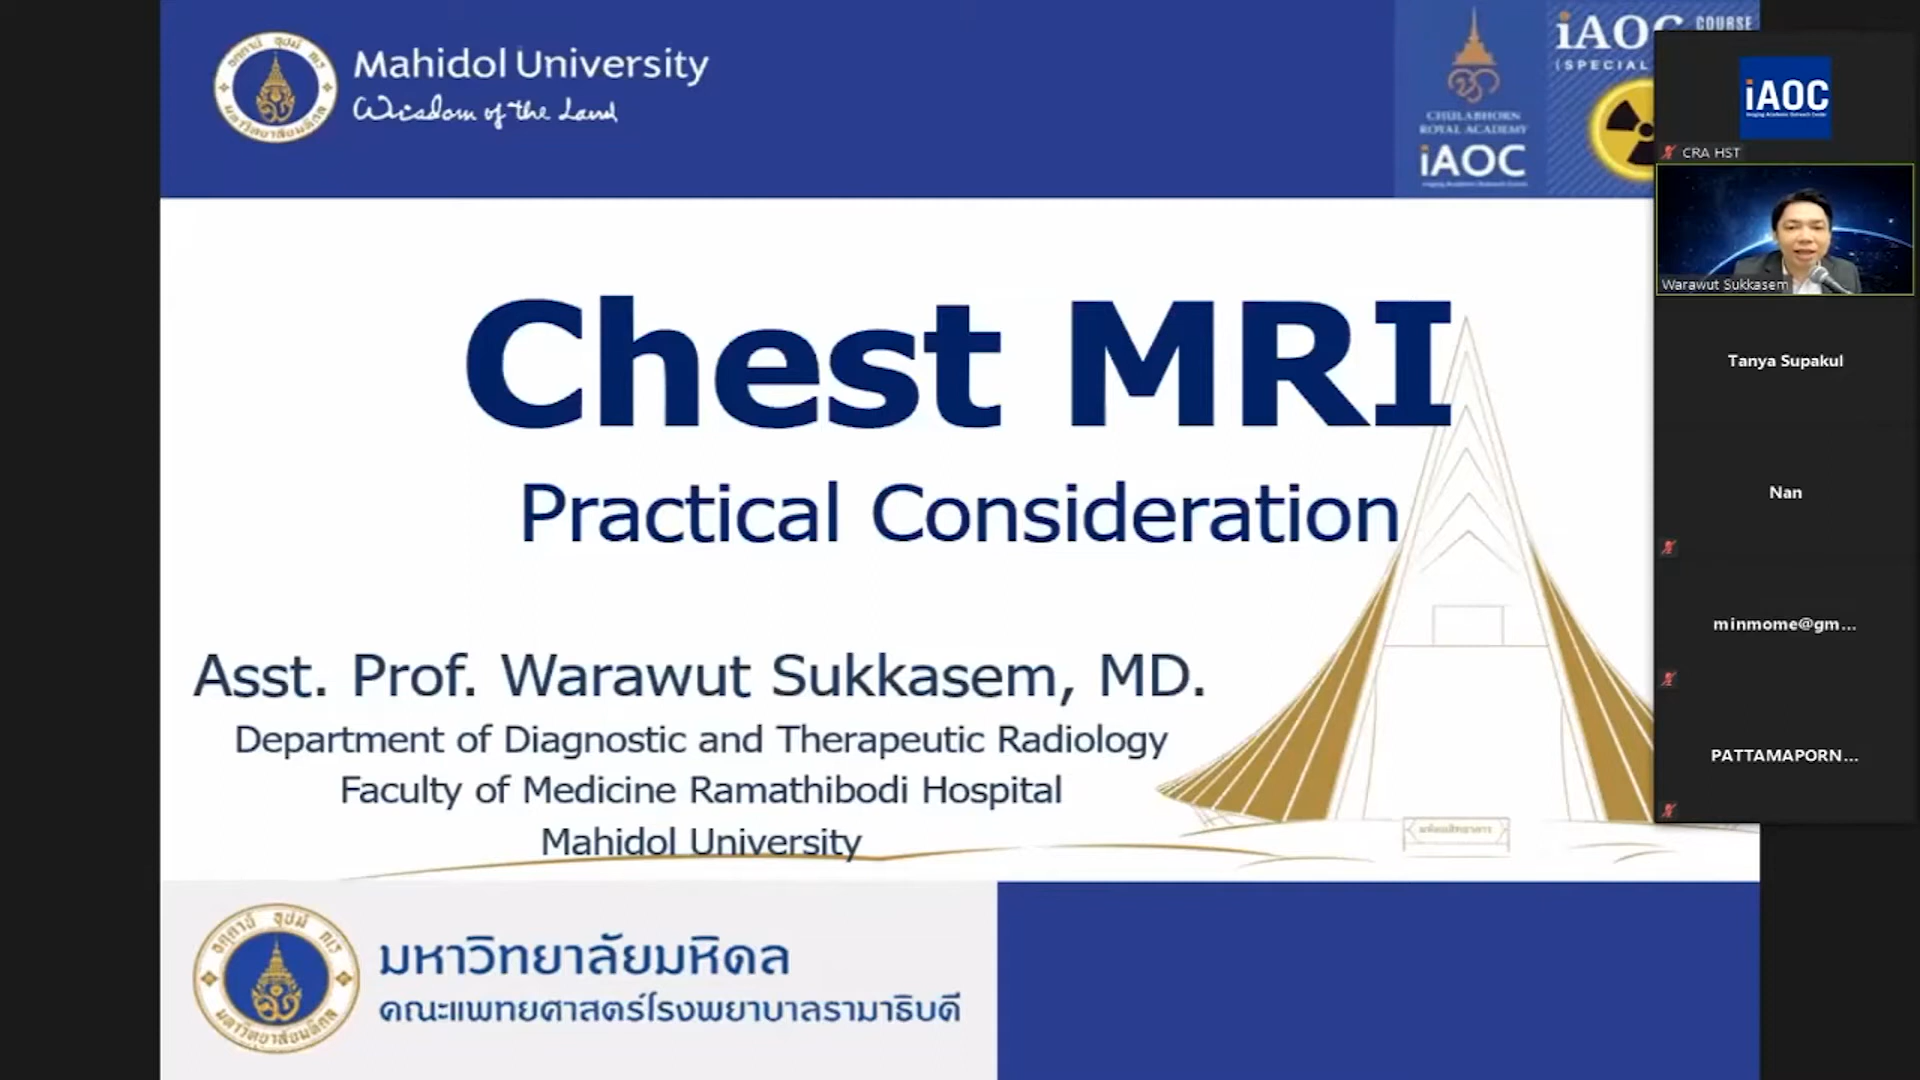 Mahidol University
Wisdom of the Land
CHULABHORN
ROYAL ACADEMY
iAOC
iAOC COURSE
(SPECIAL
iAOC
CRA HST
Warawut Sukkasem
Tanya Supakul
Nan
minmome@gm...
PATTAMAPORN...
Chest MRI
Practical Consideration
Asst. Prof. Warawut Sukkasem, MD.
Department of Diagnostic and Therapeutic Radiology
Faculty of Medicine Ramathibodi Hospital
Mahidol University
มหาวิทยาลัยมหิดล
คณะแพทยศาสตร์โรงพยาบาลรามาธิบดี